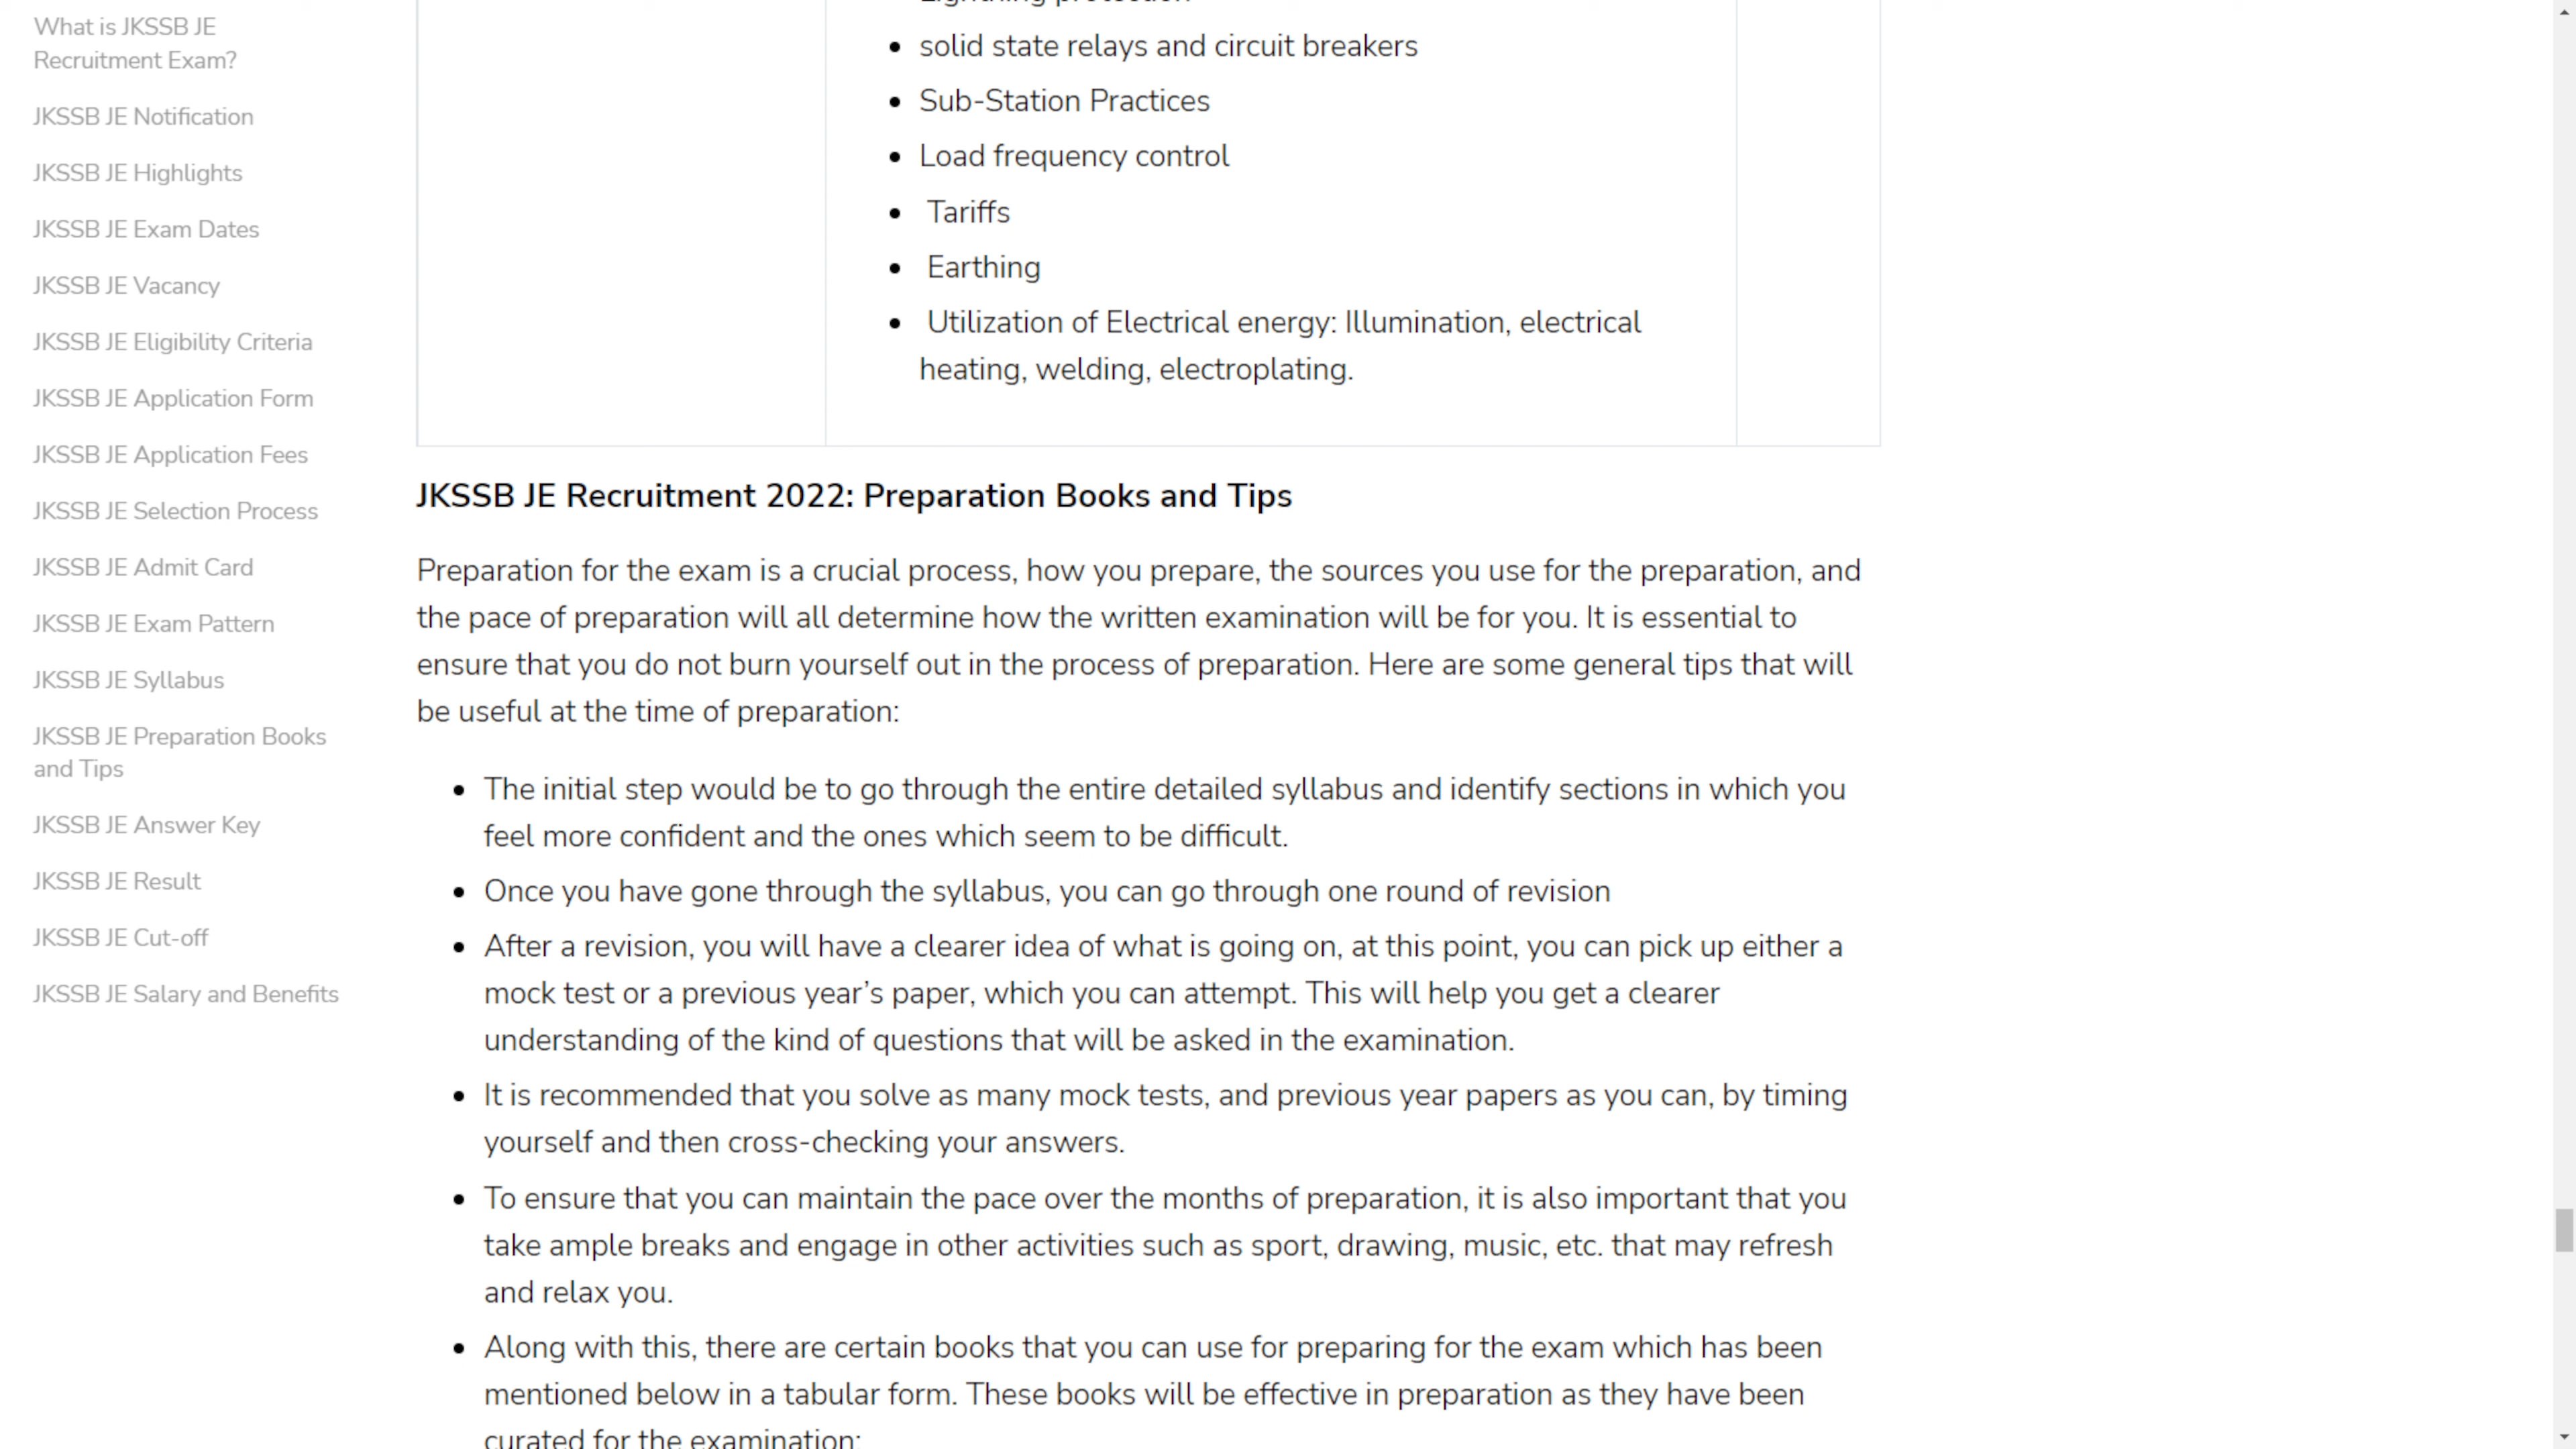 What is JKSSB JE
Recruitment Exam?
JKSSB JE Notification
JKSSB JE Highlights
JKSSB JE Exam Dates
JKSSB JE Vacancy
JKSSB JE Eligibility Criteria
JKSSB JE Application Form
JKSSB JE Application Fees
JKSSB JE Selection Process
JKSSB JE Admit Card
JKSSB JE Exam Pattern
JKSSB JE Syllabus
JKSSB JE Preparation Books
and Tips
JKSSB JE Answer Key
JKSSB JE Result
JKSSB JE Cut-off
JKSSB JE Salary and Benefits
Lightning protection
• solid state relays and circuit breakers
• Sub-Station Practices
• Load frequency control
• Tariffs
• Earthing
• Utilization of Electrical energy: Illumination, electrical
heating, welding, electroplating.
JKSSB JE Recruitment 2022: Preparation Books and Tips
Preparation for the exam is a crucial process, how you prepare, the sources you use for the preparation, and
the pace of preparation will all determine how the written examination will be for you. It is essential to
ensure that you do not burn yourself out in the process of preparation. Here are some general tips that will
be useful at the time of preparation:
• The initial step would be to go through the entire detailed syllabus and identify sections in which you
feel more confident and the ones which seem to be difficult.
• Once you have gone through the syllabus, you can go through one round of revision
• After a revision, you will have a clearer idea of what is going on, at this point, you can pick up either a
mock test or a previous year’s paper, which you can attempt. This will help you get a clearer
understanding of the kind of questions that will be asked in the examination.
• It is recommended that you solve as many mock tests, and previous year papers as you can, by timing
yourself and then cross-checking your answers.
• To ensure that you can maintain the pace over the months of preparation, it is also important that you
take ample breaks and engage in other activities such as sport, drawing, music, etc. that may refresh
and relax you.
• Along with this, there are certain books that you can use for preparing for the exam which has been
mentioned below in a tabular form. These books will be effective in preparation as they have been
curated for the examination: